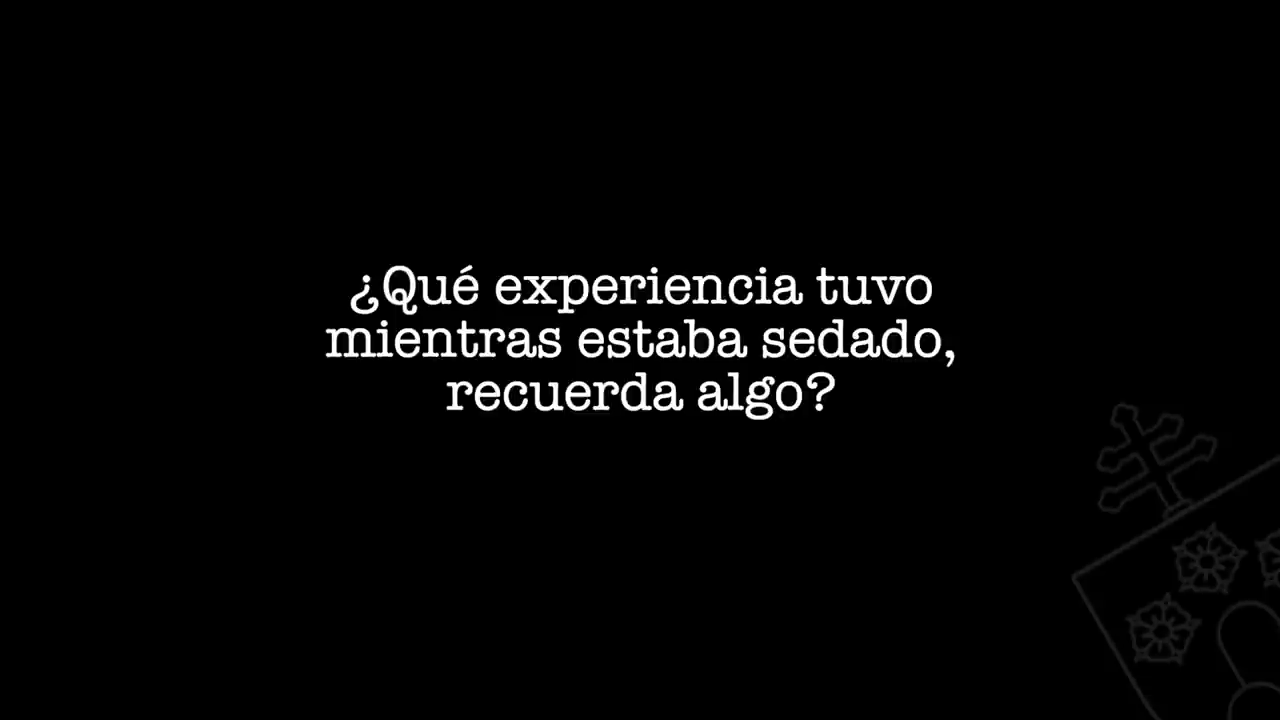 ¿Qué experiencia tuvo
mientras estaba sedado,
recuerda algo?